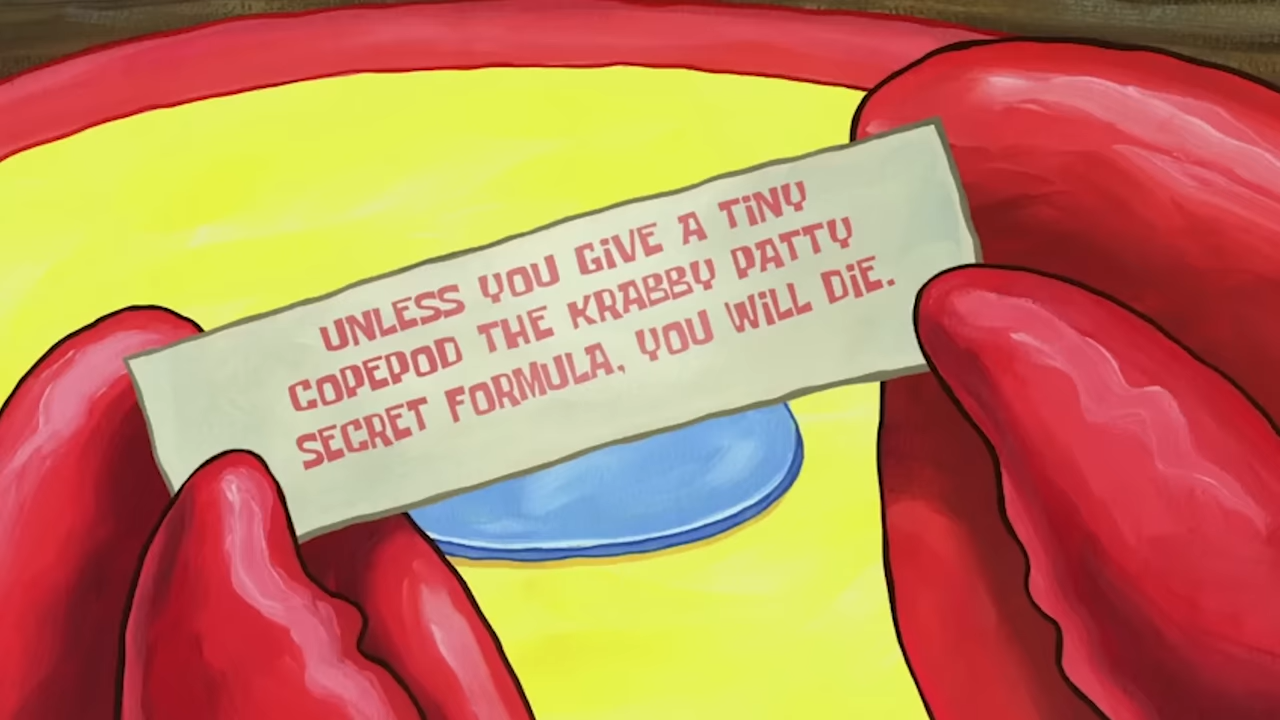 UNLESS YOU GiVE A TiNY
COPEPOD THE KRABBY PATTY
SECRET FORMULA, YOU WiLL DiE.